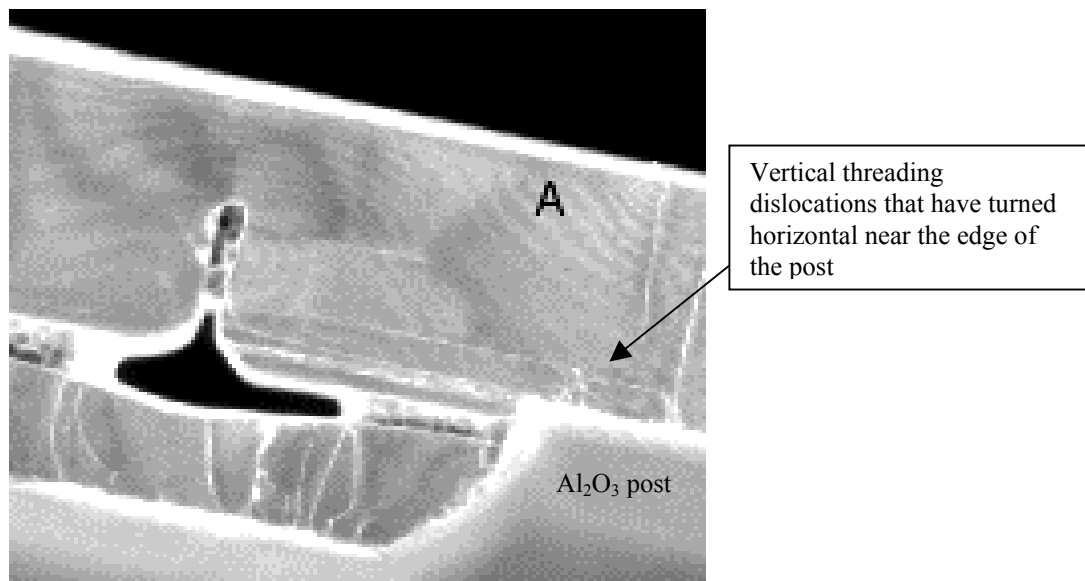 A
Vertical threading
dislocations that have turned
horizontal near the edge of
the post
Al₂O₃ post